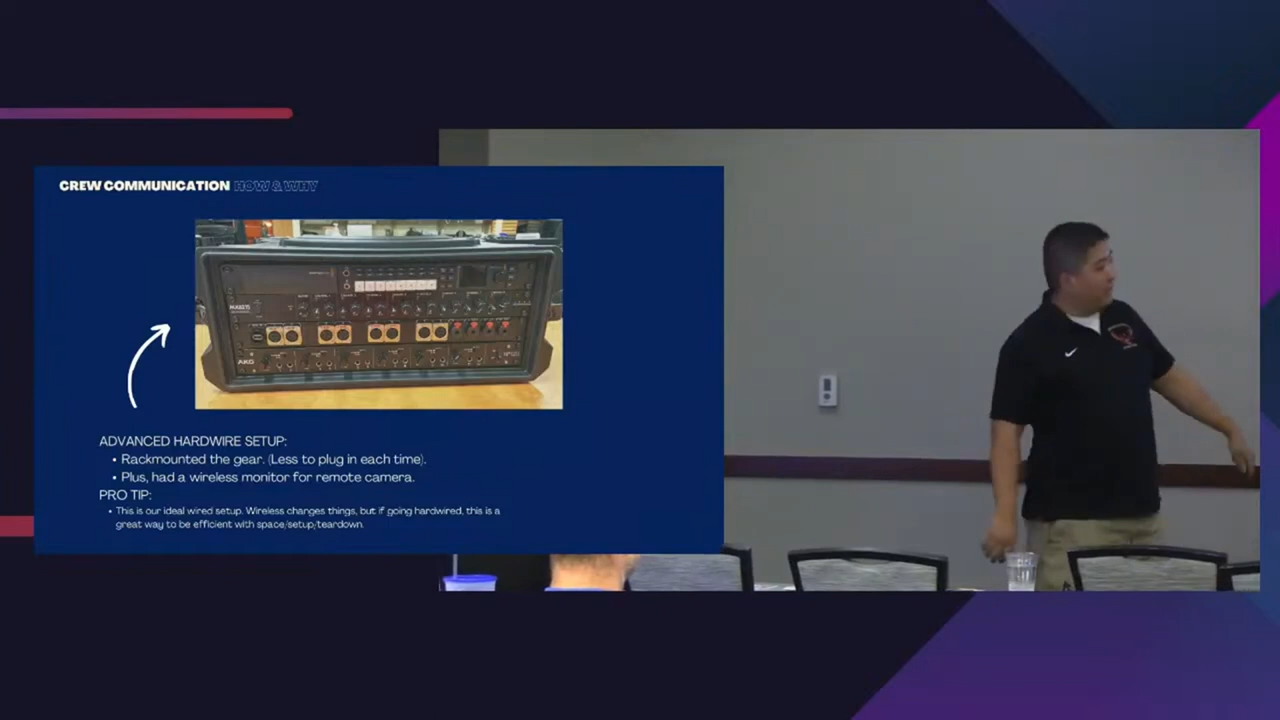 CREW COMMUNICATION HOW & WHY
AKG
ADVANCED HARDWIRE SETUP:
• Rackmounted the gear. (Less to plug in each time).
• Plus, had a wireless monitor for remote camera.
PRO TIP:
• This is our ideal wired setup. Wireless changes things, but if going hardwired, this is a
great way to be efficient with space/setup/teardown.